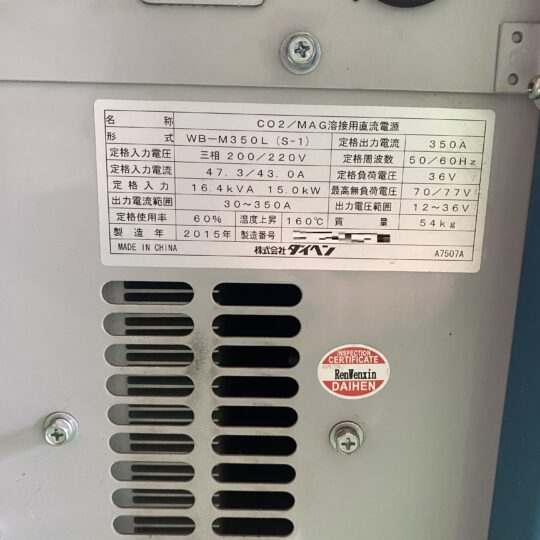 名 称 CO2/MAG溶接用直流電源
形 式 WB-M350L (S-1) 定格出力電流 350A
定格入力電圧 三相 200/220V 定格周波数 50/60Hz
定格入力電流 47.3/43.0A 定格負荷電圧 36V
定格入力 16.4kVA 15.0kW 最高無負荷電圧 70/77V
出力電流範囲 30~350A 出力電圧範囲 12~36V
定格使用率 60% 温度上昇 160℃ 質 量 54kg
製造年 2015年 製造番号
MADE IN CHINA 株式会社ダイヘン A7507A
INSPECTION
CERTIFICATE
RenWenxin
DAIHEN